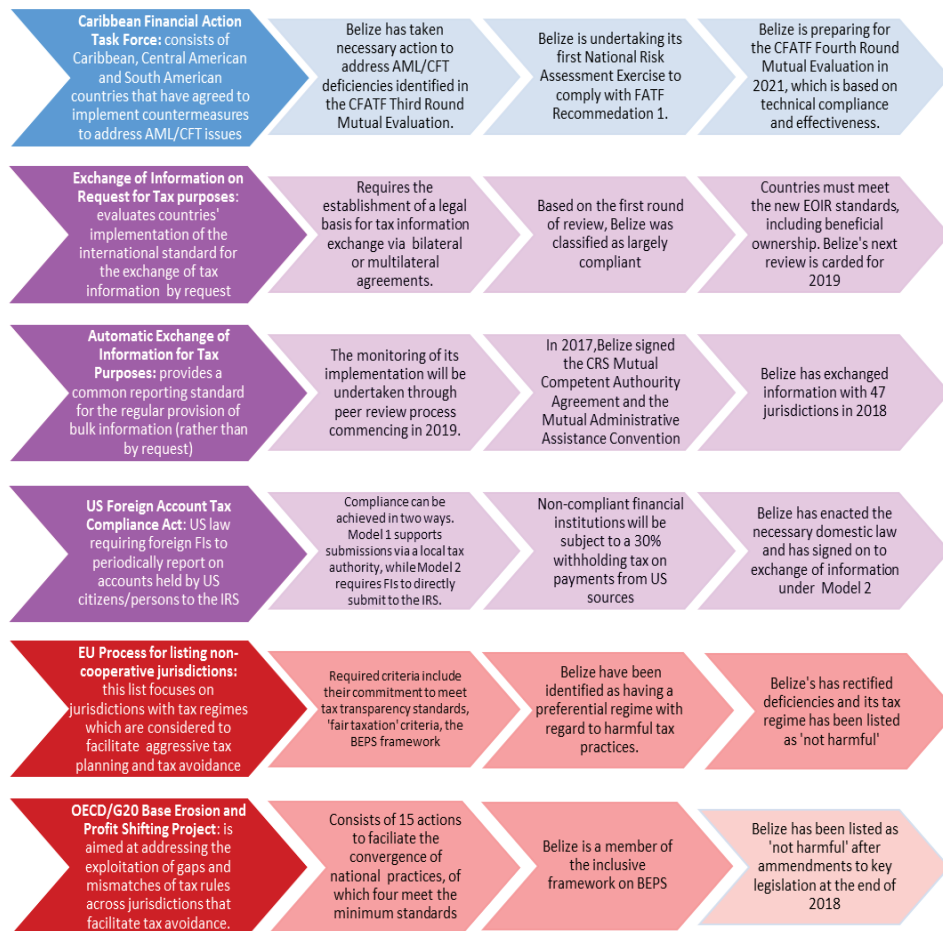 Caribbean Financial Action
Task Force: consists of
Caribbean, Central American
and South American
countries that have agreed to
implement countermeasures
to address AML/CFT issues
Belize has taken
necessary action to
address AML/CFT
deficiencies identified in
the CFATF Third Round
Mutual Evaluation.
Belize is undertaking its
first National Risk
Assessment Exercise to
comply with FATF
Recommedation 1.
Belize is preparing for
the CFATF Fourth Round
Mutual Evaluation in
2021, which is based on
technical compliance
and effectiveness.
Exchange of Information on
Request for Tax purposes:
evaluates countries'
implementation of the
international standard for
the exchange of tax
information by request
Requires the
establishment of a legal
basis for tax information
exchange via bilateral
or multilateral
agreements.
Based on the first round
of review, Belize was
classified as largely
compliant
Countries must meet
the new EOIR standards,
including beneficial
ownership. Belize's next
review is carded for
2019
Automatic Exchange of
Information for Tax
Purposes: provides a
common reporting standard
for the regular provision of
bulk information (rather than
by request)
The monitoring of its
implementation will be
undertaken through
peer review process
commencing in 2019.
In 2017,Belize signed
the CRS Mutual
Competent Authourity
Agreement and the
Mutual Administrative
Assistance Convention
Belize has exchanged
information with 47
jurisdictions in 2018
US Foreign Account Tax
Compliance Act: US law
requiring foreign FIs to
periodically report on
accounts held by US
citizens/persons to the IRS
Compliance can be
achieved in two ways.
Model 1 supports
submissions via a local tax
authority, while Model 2
requires FIs to directly
submit to the IRS.
Non-compliant financial
institutions will be
subject to a 30%
withholding tax on
payments from US
sources
Belize has enacted the
necessary domestic law
and has signed on to
exchange of information
under Model 2
EU Process for listing non-
cooperative jurisdictions:
this list focuses on
jurisdictions with tax regimes
which are considered to
facilitate aggressive tax
planning and tax avoidance
Required criteria include
their commitment to meet
tax transparency standards,
'fair taxation' criteria, the
BEPS framework
Belize have been
identified as having a
preferential regime with
regard to harmful tax
practices.
Belize's has rectified
deficiencies and its tax
regime has been listed
as 'not harmful'
OECD/G20 Base Erosion and
Profit Shifting Project: is
aimed at addressing the
exploitation of gaps and
mismatches of tax rules
across jurisdictions that
facilitate tax avoidance.
Consists of 15 actions
to faciliate the
convergence of
national practices, of
which four meet the
minimum standards
Belize is a member of
the inclusive
framework on BEPS
Belize has been listed as
'not harmful' after
ammendments to key
legislation at the end of
2018